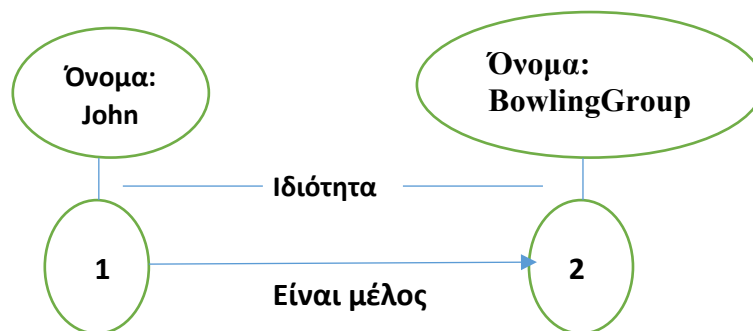 Όνομα:
John
Όνομα:
BowlingGroup
Ιδιότητα
1
2
Είναι μέλος